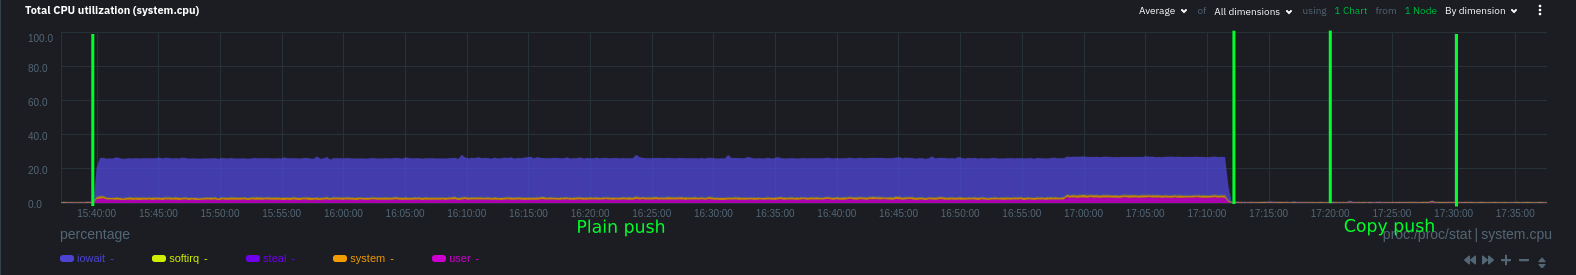 Total CPU utilization (system.cpu)
Average of All dimensions using 1 Chart from 1 Node By dimension
100.0
80.0
60.0
40.0
20.0
0.0
15:40:00 15:45:00 15:50:00 15:55:00 16:00:00 16:05:00 16:10:00 16:15:00 16:20:00 16:25:00 16:30:00 16:35:00 16:40:00 16:45:00 16:50:00 16:55:00 17:00:00 17:05:00 17:10:00 17:15:00 17:20:00 17:25:00 17:30:00 17:35:00
Plain push
Copy push
percentage
proc:/proc/stat | system.cpu
iowait - softirq - steal - system - user -